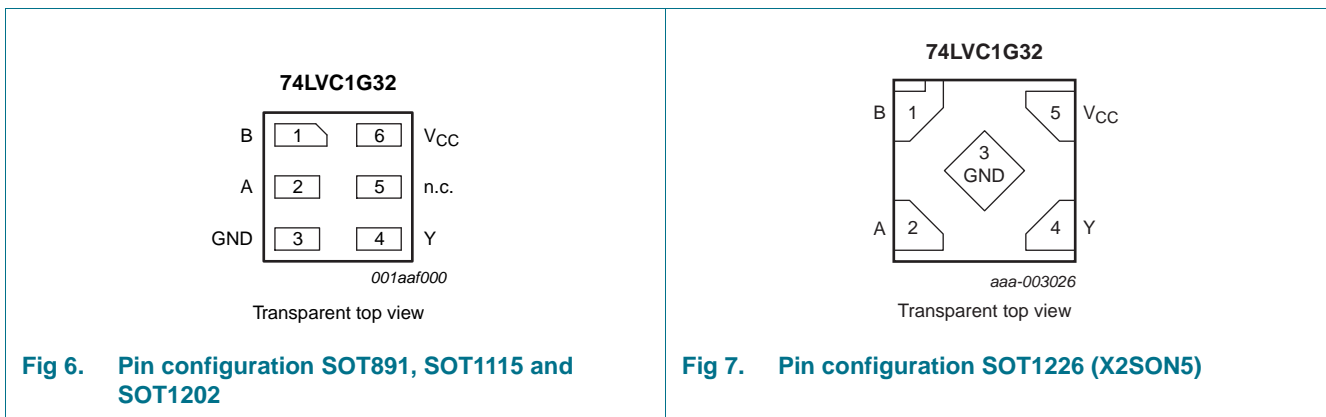 74LVC1G32
B 1 6 VCC
A 2 5 n.c.
GND 3 4 Y
001aaf000
Transparent top view
Fig 6. Pin configuration SOT891, SOT1115 and
SOT1202
74LVC1G32
B 1 5 VCC
3
GND
A 2 4 Y
aaa-003026
Transparent top view
Fig 7. Pin configuration SOT1226 (X2SON5)